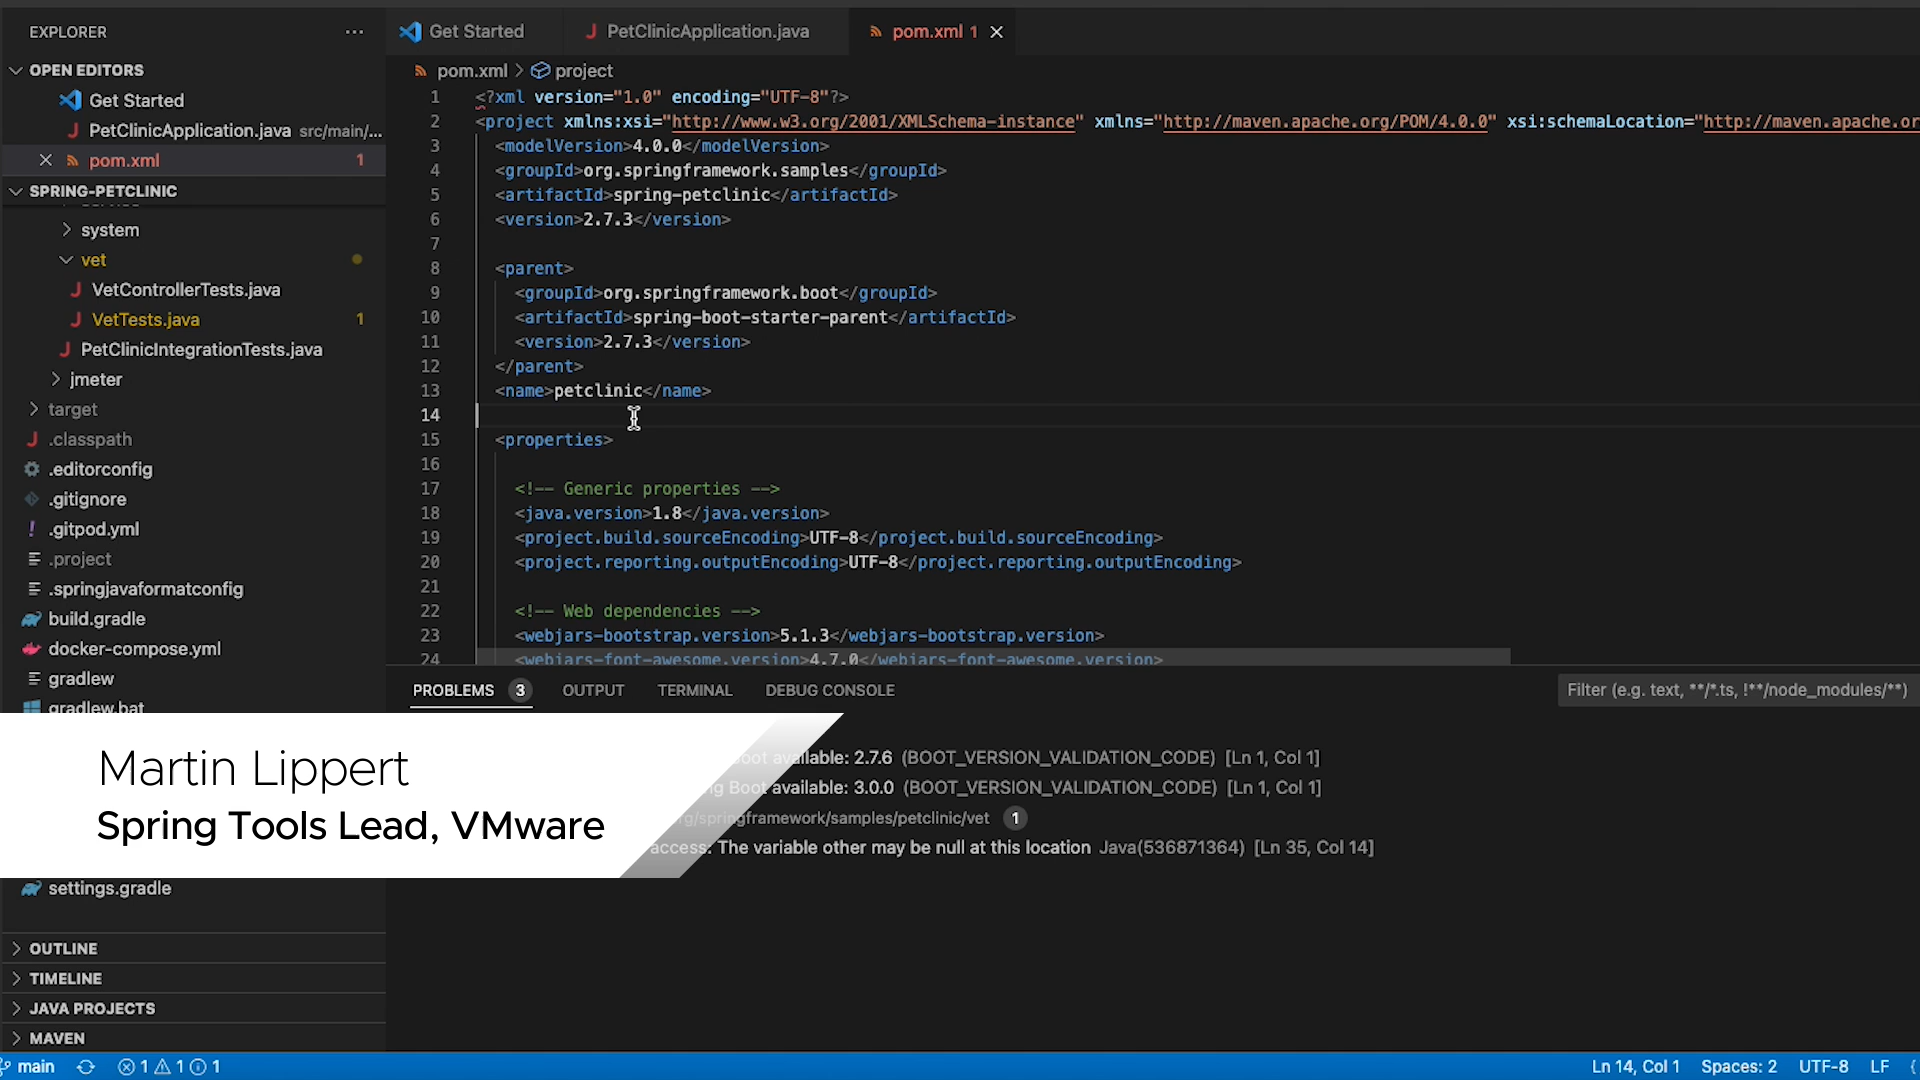 EXPLORER
OPEN EDITORS
Get Started
PetClinicApplication.java src/main/...
pom.xml 1
SPRING-PETCLINIC
system
vet
VetControllerTests.java
VetTests.java 1
PetClinicIntegrationTests.java
jmeter
target
.classpath
.editorconfig
.gitignore
.gitpod.yml
.project
.springjavaformatconfig
build.gradle
docker-compose.yml
gradlew
gradlew.bat
settings.gradle
OUTLINE
TIMELINE
JAVA PROJECTS
MAVEN
Get Started
PetClinicApplication.java
pom.xml 1
pom.xml > project
1 <?xml version="1.0" encoding="UTF-8"?>
2 <project xmlns:xsi="http://www.w3.org/2001/XMLSchema-instance" xmlns="http://maven.apache.org/POM/4.0.0" xsi:schemaLocation="http://maven.apache.or
3 <modelVersion>4.0.0</modelVersion>
4 <groupId>org.springframework.samples</groupId>
5 <artifactId>spring-petclinic</artifactId>
6 <version>2.7.3</version>
7
8 <parent>
9 <groupId>org.springframework.boot</groupId>
10 <artifactId>spring-boot-starter-parent</artifactId>
11 <version>2.7.3</version>
12 </parent>
13 <name>petclinic</name>
14
15 <properties>
16
17 <!-- Generic properties -->
18 <java.version>1.8</java.version>
19 <project.build.sourceEncoding>UTF-8</project.build.sourceEncoding>
20 <project.reporting.outputEncoding>UTF-8</project.reporting.outputEncoding>
21
22 <!-- Web dependencies -->
23 <webjars-bootstrap.version>5.1.3</webjars-bootstrap.version>
24 <webjars-font-awesome.version>4.7.0</webjars-font-awesome.version>
PROBLEMS 3 OUTPUT TERMINAL DEBUG CONSOLE
Filter (e.g. text, **/*.ts, !**/node_modules/**)
Boot available: 2.7.6 (BOOT_VERSION_VALIDATION_CODE) [Ln 1, Col 1]
Boot available: 3.0.0 (BOOT_VERSION_VALIDATION_CODE) [Ln 1, Col 1]
org/springframework/samples/petclinic/vet 1
access: The variable other may be null at this location Java(536871364) [Ln 35, Col 14]
Martin Lippert
Spring Tools Lead, VMware
main 1 1 1
Ln 14, Col 1 Spaces: 2 UTF-8 LF